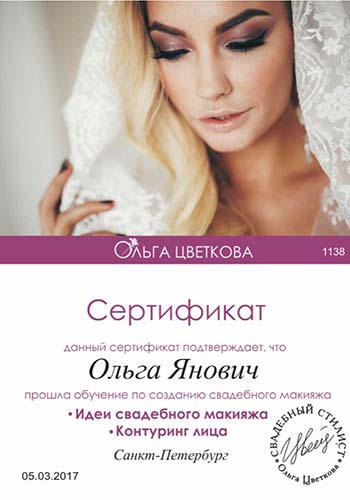 ОЛЬГА ЦВЕТКОВА
1138
Сертификат
данный сертификат подтверждает, что
Ольга Янович
прошла обучение по созданию свадебного макияжа
• Идеи свадебного макияжа
• Контуринг лица
Санкт-Петербург
05.03.2017
СВАДЕБНЫЙ СТИЛИСТ
Ольга Цветкова